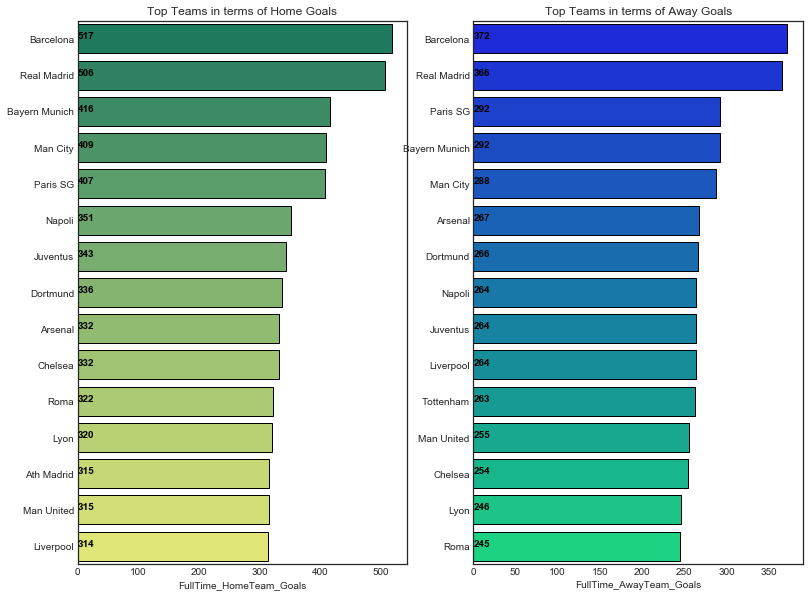 Top Teams in terms of Home Goals
Barcelona 517
Real Madrid 506
Bayern Munich 416
Man City 409
Paris SG 407
Napoli 351
Juventus 343
Dortmund 336
Arsenal 332
Chelsea 332
Roma 322
Lyon 320
Ath Madrid 315
Man United 315
Liverpool 314
0 100 200 300 400 500
FullTime_HomeTeam_Goals
Top Teams in terms of Away Goals
Barcelona 372
Real Madrid 366
Paris SG 292
Bayern Munich 292
Man City 288
Arsenal 267
Dortmund 266
Napoli 264
Juventus 264
Liverpool 264
Tottenham 263
Man United 255
Chelsea 254
Lyon 246
Roma 245
0 50 100 150 200 250 300 350
FullTime_AwayTeam_Goals